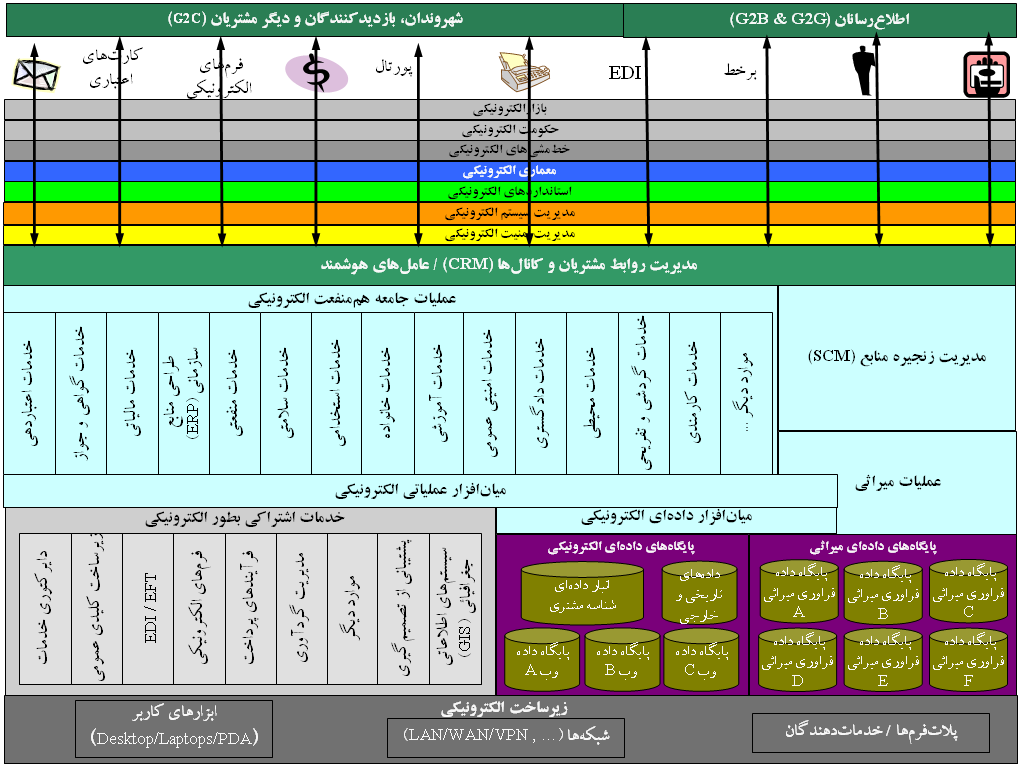 شهروندان، بازدیدکنندگان و دیگر مشتریان (G2C)
اطلاع‌رسانان (G2B & G2G)
کارت‌های
اعتباری
فرم‌های
الکترونیکی
پورتال
EDI
برخط
بازارالکترونیکی
حکومت الکترونیکی
خط‌مشی‌های الکترونیکی
معماری الکترونیکی
استانداردهای الکترونیکی
مدیریت سیستم الکترونیکی
مدیریت امنیت الکترونیکی
مدیریت روابط مشتریان و کانال‌ها (CRM) / عامل‌های هوشمند
عملیات جامعه هم‌منفعت الکترونیکی
خدمات اعتباردهی
خدمات گواهی و جواز
خدمات مالیاتی
طراحی منابع
سازمانی (ERP)
خدمات منفعتی
خدمات سلامتی
خدمات استخدامی
خدمات خانواده
خدمات آموزشی
خدمات امنیتی عمومی
خدمات دادگستری
خدمات محیطی
خدمات گردشی و تفریحی
خدمات کارمندی
موارد دیگر ...
مدیریت زنجیره منابع (SCM)
عملیات میراثی
میان‌افزار عملیاتی الکترونیکی
میان‌افزار داده‌ای الکترونیکی
خدمات اشتراکی بطور الکترونیکی
دایرکتوری خدمات
زیرساخت کلیدی عمومی
EDI / EFT
فرم‌های الکترونیکی
فرآیندهای پرداخت
مدیریت گردآوری
موارد دیگر
پشتیبانی از تصمیم‌گیری
سیستم‌های اطلاعاتی
جغرافیائی (GIS)
پایگاه‌های داده‌ای الکترونیکی
انبار داده‌ای
شناسه مشتری
داده‌های
تاریخی و
خارجی
پایگاه داده
وب A
پایگاه داده
وب B
پایگاه داده
وب C
پایگاه‌های داده‌ای میراثی
پایگاه داده
فراوری میراثی
A
پایگاه داده
فراوری میراثی
B
پایگاه داده
فراوری میراثی
C
پایگاه داده
فراوری میراثی
D
پایگاه داده
فراوری میراثی
E
پایگاه داده
فراوری میراثی
F
زیرساخت الکترونیکی
ابزارهای کاربر
(Desktop/Laptops/PDA)
شبکه‌ها (LAN/WAN/VPN , ...)
پلات‌فرم‌ها / خدمات‌دهندگان